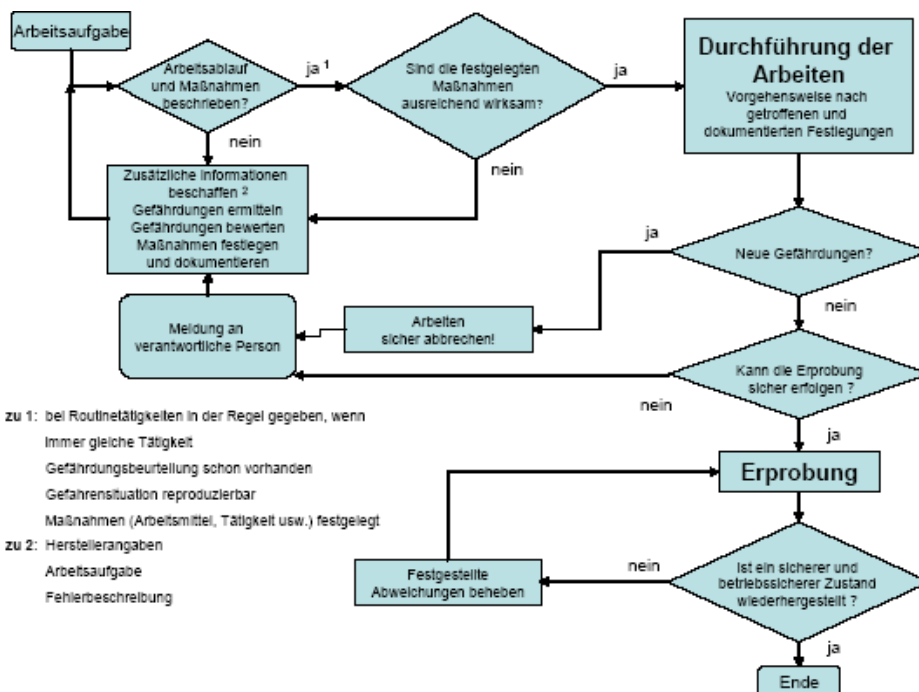 Arbeitsaufgabe
Arbeitsablauf
und Maßnahmen
beschrieben?
ja 1
Sind die festgelegten
Maßnahmen
ausreichend wirksam?
ja
Durchführung der
Arbeiten
Vorgehensweise nach
getroffenen und
dokumentierten Festlegungen
nein
nein
Zusätzliche Informationen
beschaffen 2
Gefährdungen ermitteln
Gefährdungen bewerten
Maßnahmen festlegen
und dokumentieren
ja
Neue Gefährdungen?
nein
Meldung an
verantwortliche Person
Arbeiten
sicher abbrechen!
Kann die Erprobung
sicher erfolgen ?
nein
ja
zu 1: bei Routinetätigkeiten in der Regel gegeben, wenn
Immer gleiche Tätigkeit
Gefährdungsbeurteilung schon vorhanden
Gefahrensituation reproduzierbar
Maßnahmen (Arbeitsmittel, Tätigkeit usw.) festgelegt
zu 2: Herstellerangaben
Arbeitsaufgabe
Fehlerbeschreibung
Erprobung
nein
Festgestellte
Abweichungen beheben
Ist ein sicherer und
betriebssicherer Zustand
wiederhergestellt ?
ja
Ende